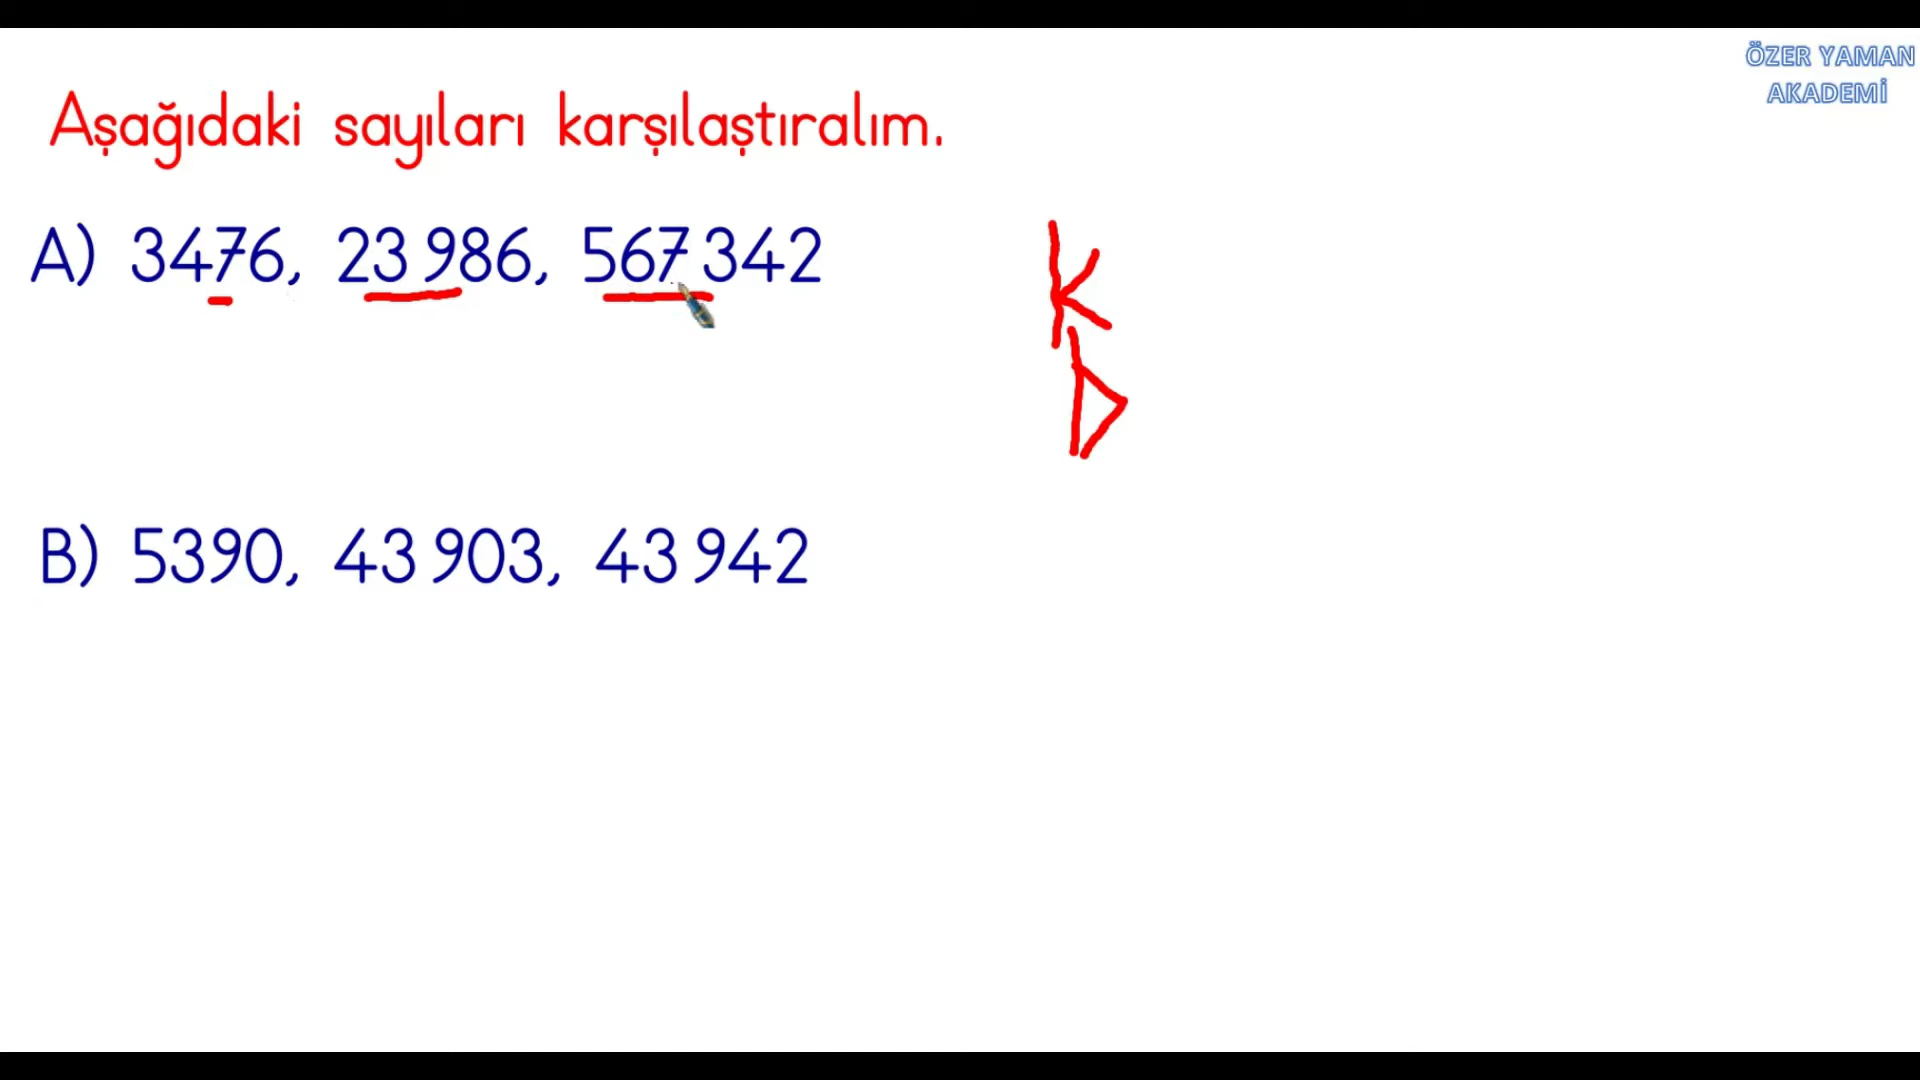 ÖZER YAMAN
AKADEMİ
Aşağıdaki sayıları karşılaştıralım.
A) 3476, 23 986, 567 342
K
D
B) 5390, 43 903, 43 942